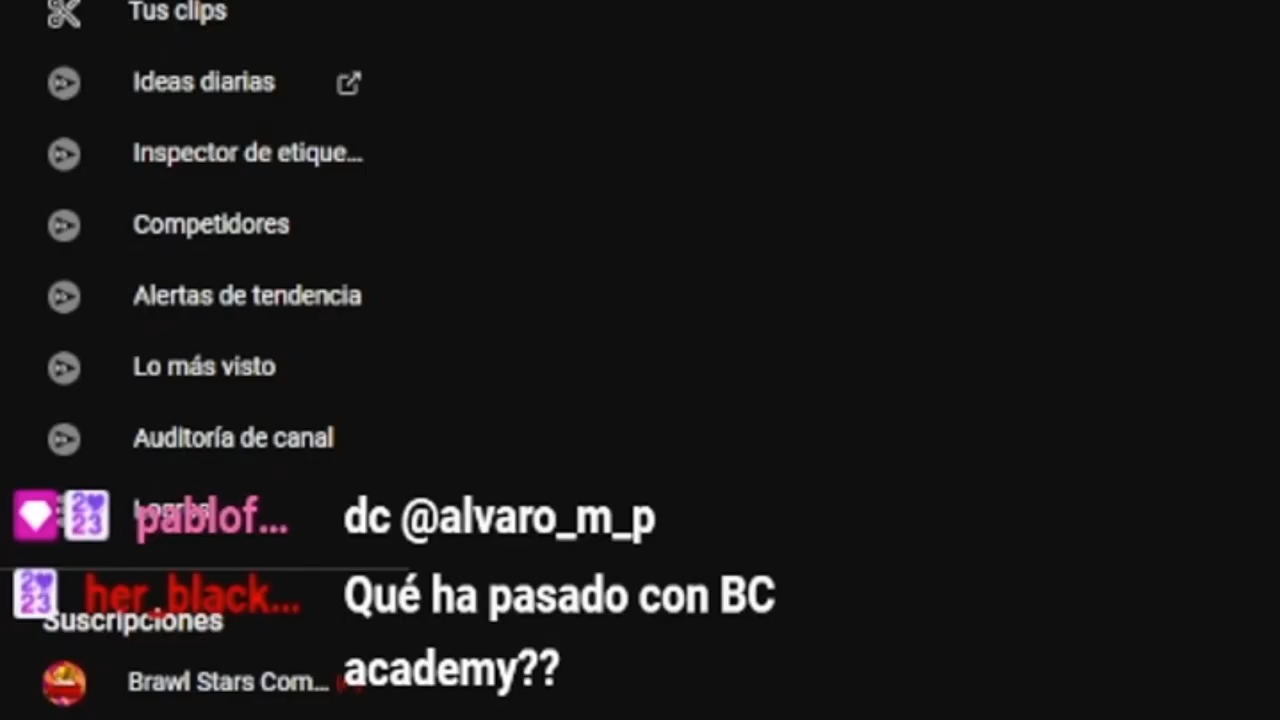 Tus clips
Ideas diarias
Inspector de etique...
Competidores
Alertas de tendencia
Lo más visto
Auditoría de canal
Logros
pablof... dc @alvaro_m_p
her_black... Qué ha pasado con BC
academy??
Suscripciones
Brawl Stars Com...